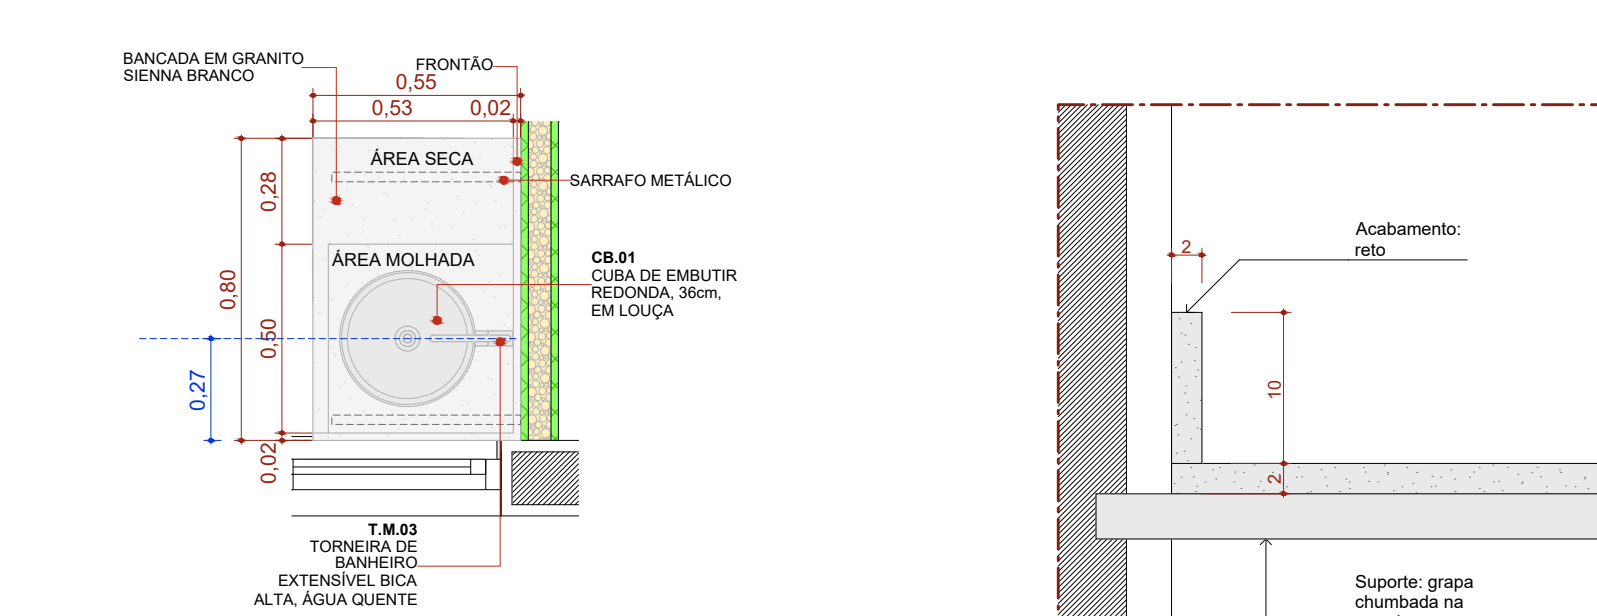 BANCADA EM GRANITO
SIENNA BRANCO
FRONTÃO
0,55
0,53
0,02
ÁREA SECA
SARRAFO METÁLICO
0,28
0,80
ÁREA MOLHADA
CB.01
CUBA DE EMBUTIR
REDONDA, 36cm,
EM LOUÇA
0,50
0,27
0,02
T.M.03
TORNEIRA DE
BANHEIRO
EXTENSÍVEL BICA
ALTA, ÁGUA QUENTE
Acabamento:
reto
2
10
2
Suporte: grapa
chumbada na